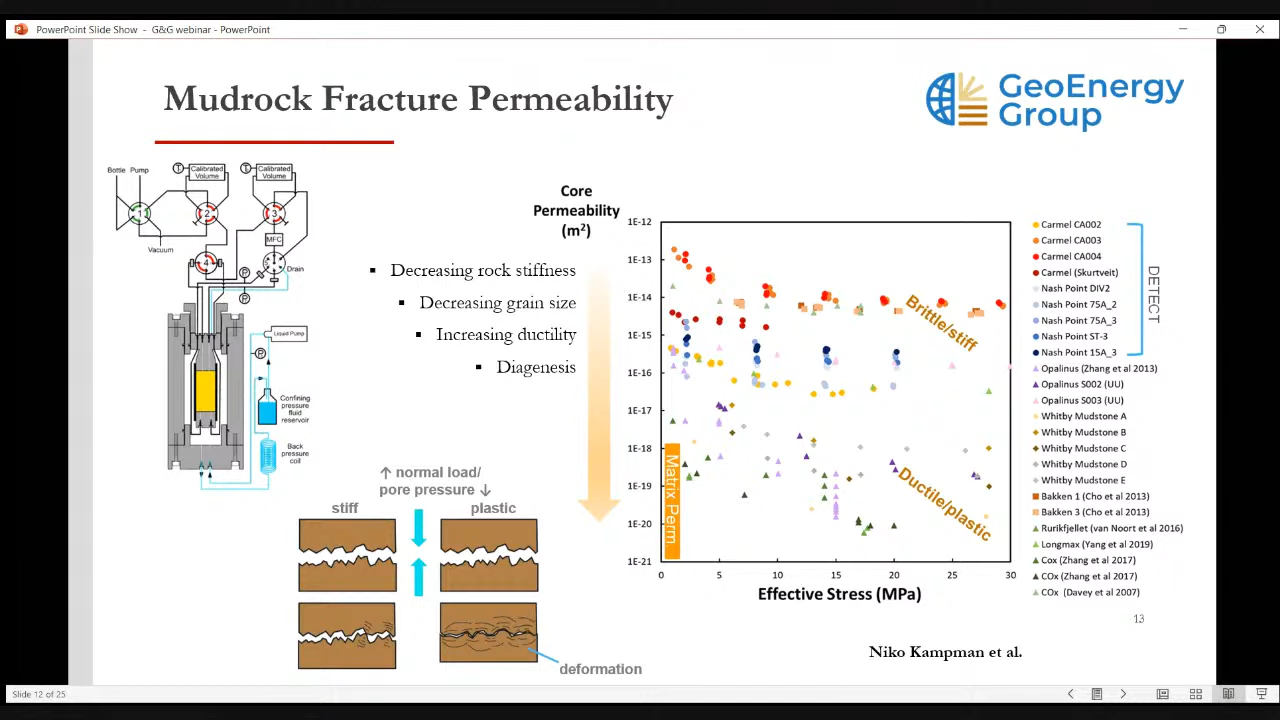 PowerPoint Slide Show - G&G webinar - PowerPoint
Mudrock Fracture Permeability
GeoEnergy
Group
Bottle Pump
Calibrated
Volume
Calibrated
Volume
T
T
1
2
3
Vacuum
MFC
4
P
P
Drain
Liquid Pump
P
Confining
pressure
fluid
reservoir
Back
pressure
coil
Core
Permeability
(m²)
▪ Decreasing rock stiffness
▪ Decreasing grain size
▪ Increasing ductility
▪ Diagenesis
↑ normal load/
pore pressure ↓
stiff
plastic
deformation
1E-12
1E-13
1E-14
1E-15
1E-16
1E-17
1E-18
1E-19
1E-20
1E-21
0 5 10 15 20 25 30
Effective Stress (MPa)
Matrix Perm.
Brittle/stiff
Ductile/plastic
Carmel CA002
Carmel CA003
Carmel CA004
Carmel (Skurtveit)
Nash Point DIV2
Nash Point 75A_2
Nash Point 75A_3
Nash Point ST-3
Nash Point 15A_3
Opalinus (Zhang et al 2013)
Opalinus S002 (UU)
Opalinus S003 (UU)
Whitby Mudstone A
Whitby Mudstone B
Whitby Mudstone C
Whitby Mudstone D
Whitby Mudstone E
Bakken 1 (Cho et al 2013)
Bakken 3 (Cho et al 2013)
Rurikfjellet (van Noort et al 2016)
Longmax (Yang et al 2019)
Cox (Zhang et al 2017)
COx (Zhang et al 2017)
COx (Davey et al 2007)
DETECT
13
Niko Kampman et al.
Slide 12 of 25